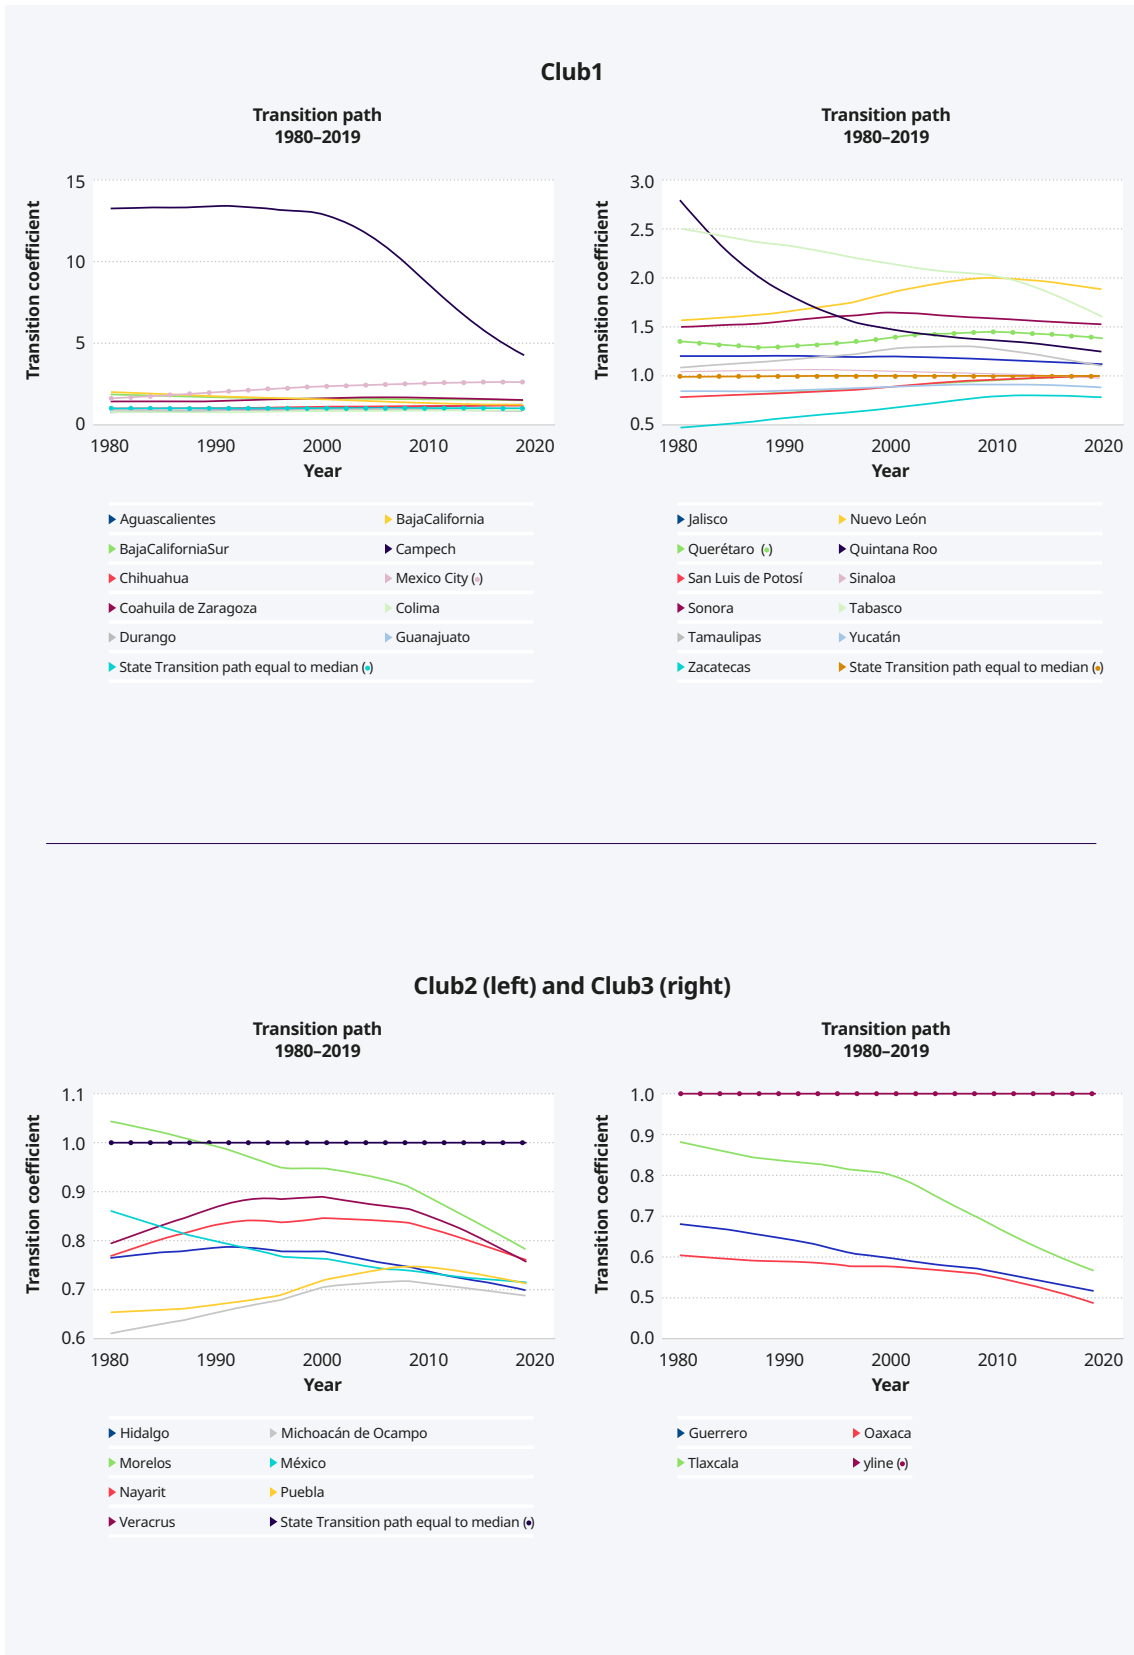 Club1
Transition path
1980–2019
Transition coefficient
15
10
5
0
1980 1990 2000 2010 2020
Year
Aguascalientes BajaCalifornia
BajaCaliforniaSur Campech
Chihuahua Mexico City (•)
Coahuila de Zaragoza Colima
Durango Guanajuato
State Transition path equal to median (•)
Transition path
1980–2019
Transition coefficient
3.0
2.5
2.0
1.5
1.0
0.5
1980 1990 2000 2010 2020
Year
Jalisco Nuevo León
Querétaro (•) Quintana Roo
San Luis de Potosí Sinaloa
Sonora Tabasco
Tamaulipas Yucatán
Zacatecas State Transition path equal to median (•)
Club2 (left) and Club3 (right)
Transition path
1980–2019
Transition coefficient
1.1
1.0
0.9
0.8
0.7
0.6
1980 1990 2000 2010 2020
Year
Hidalgo Michoacán de Ocampo
Morelos México
Nayarit Puebla
Veracrus State Transition path equal to median (•)
Transition path
1980–2019
Transition coefficient
1.0
0.9
0.8
0.7
0.6
0.5
0.0
1980 1990 2000 2010 2020
Year
Guerrero Oaxaca
Tlaxcala yline (•)